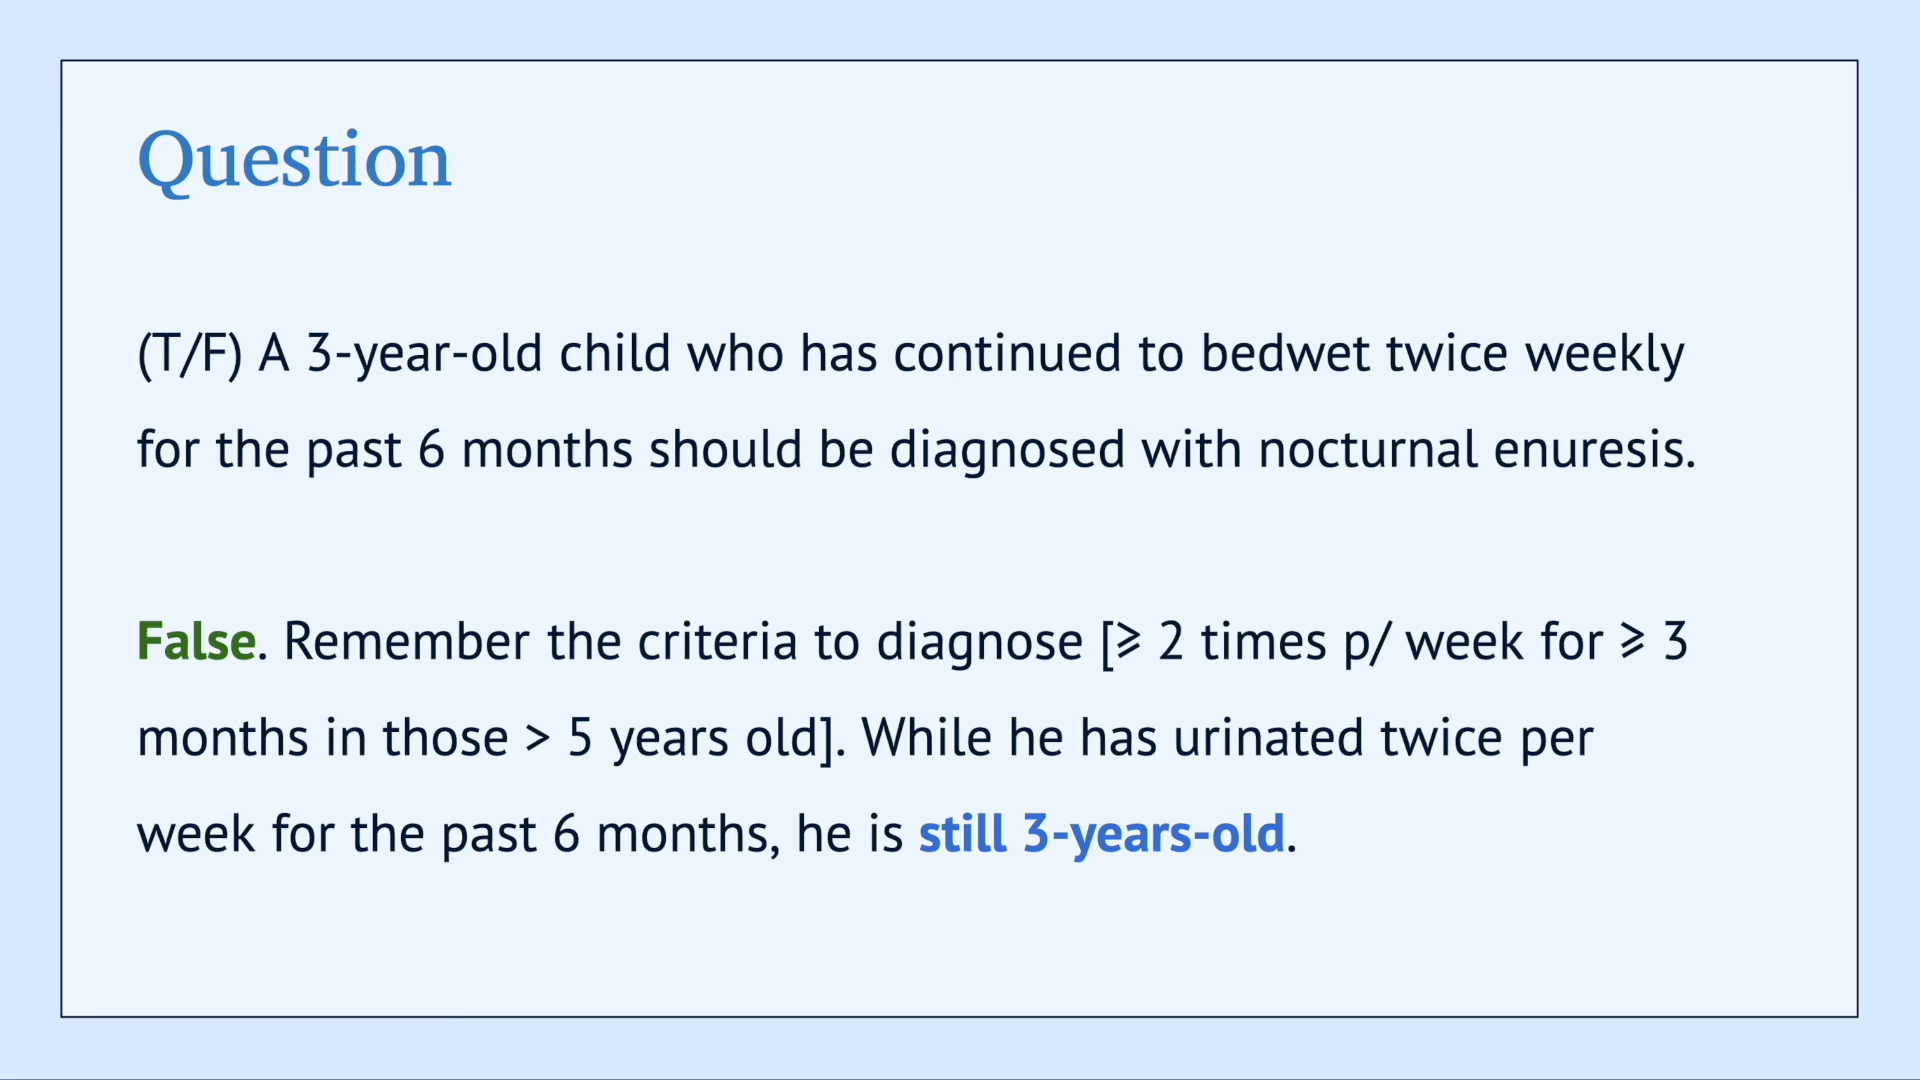 Question
(T/F) A 3-year-old child who has continued to bedwet twice weekly
for the past 6 months should be diagnosed with nocturnal enuresis.
False. Remember the criteria to diagnose [⩾ 2 times p/ week for ⩾ 3
months in those > 5 years old]. While he has urinated twice per
week for the past 6 months, he is still 3-years-old.